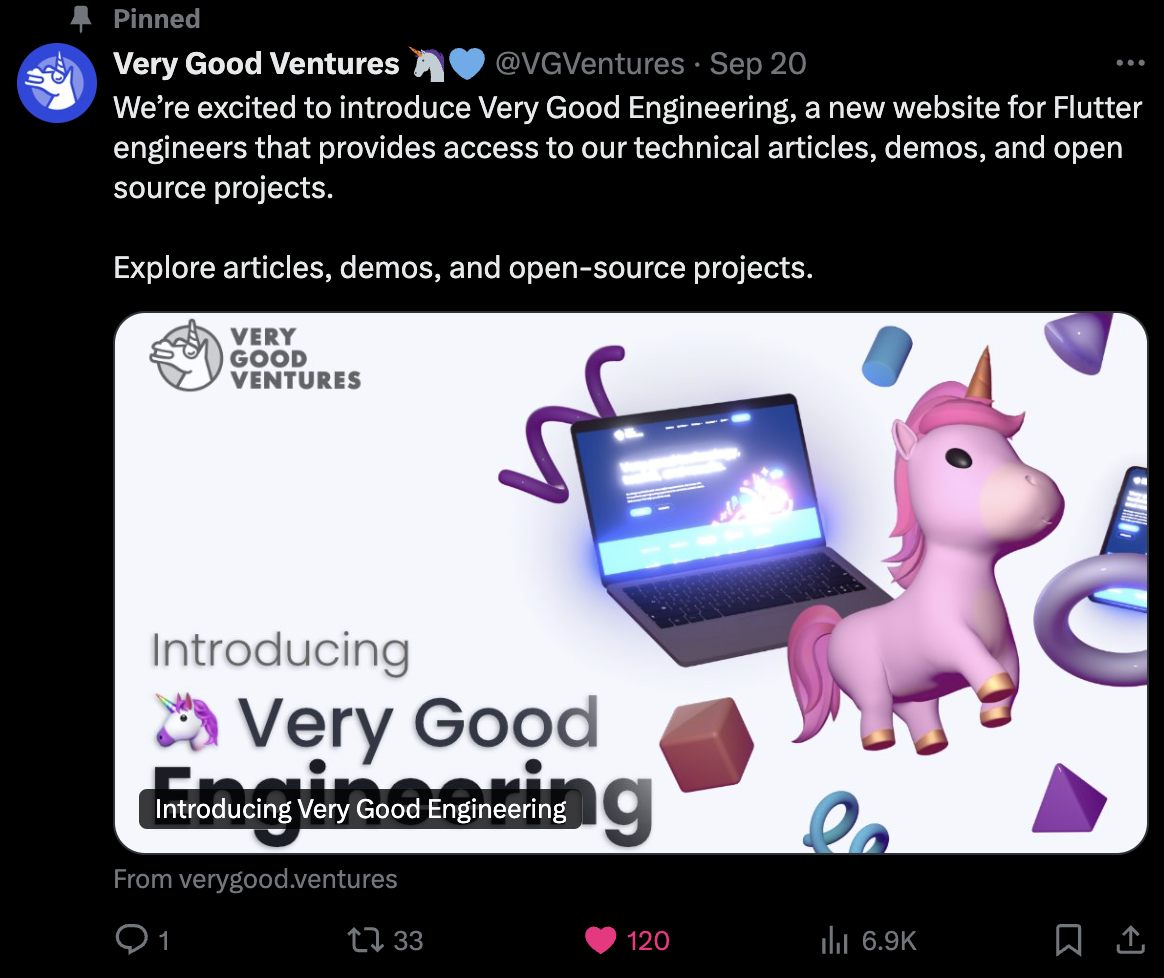 Pinned
Very Good Ventures 🦄💙 @VGVentures · Sep 20
We’re excited to introduce Very Good Engineering, a new website for Flutter
engineers that provides access to our technical articles, demos, and open
source projects.
Explore articles, demos, and open-source projects.
VERY
GOOD
VENTURES
Introducing
🦄 Very Good
Engineering
Introducing Very Good Engineering
From verygood.ventures
1 33 120 6.9K